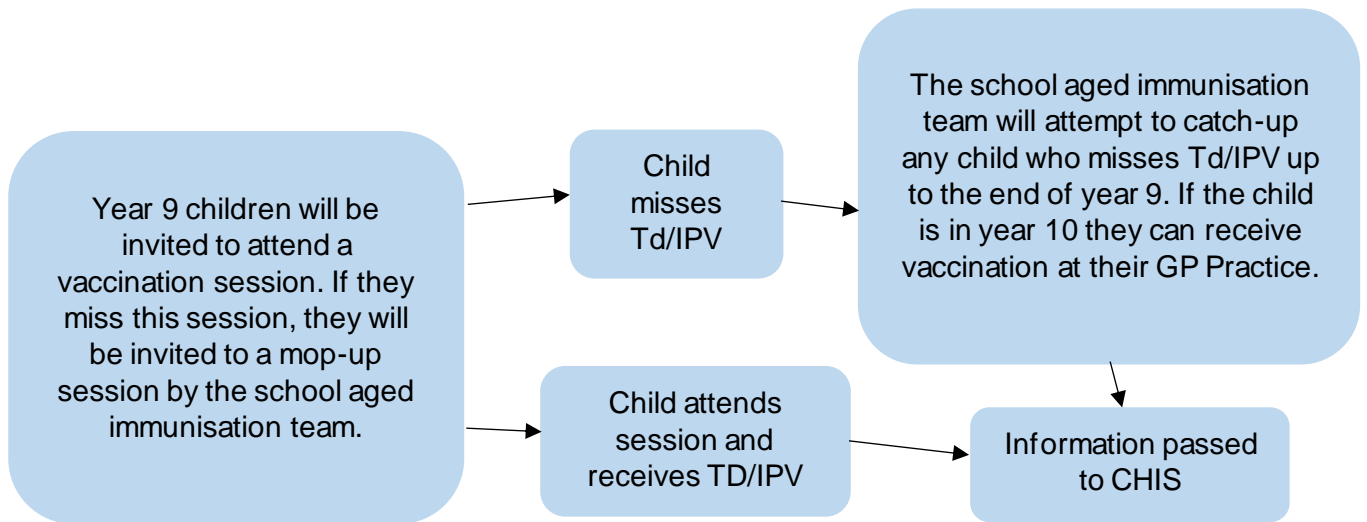 Year 9 children will be
invited to attend a
vaccination session. If they
miss this session, they will
be invited to a mop-up
session by the school aged
immunisation team.
Child
misses
Td/IPV
The school aged immunisation
team will attempt to catch-up
any child who misses Td/IPV up
to the end of year 9. If the child
is in year 10 they can receive
vaccination at their GP Practice.
Child attends
session and
receives TD/IPV
Information passed
to CHIS